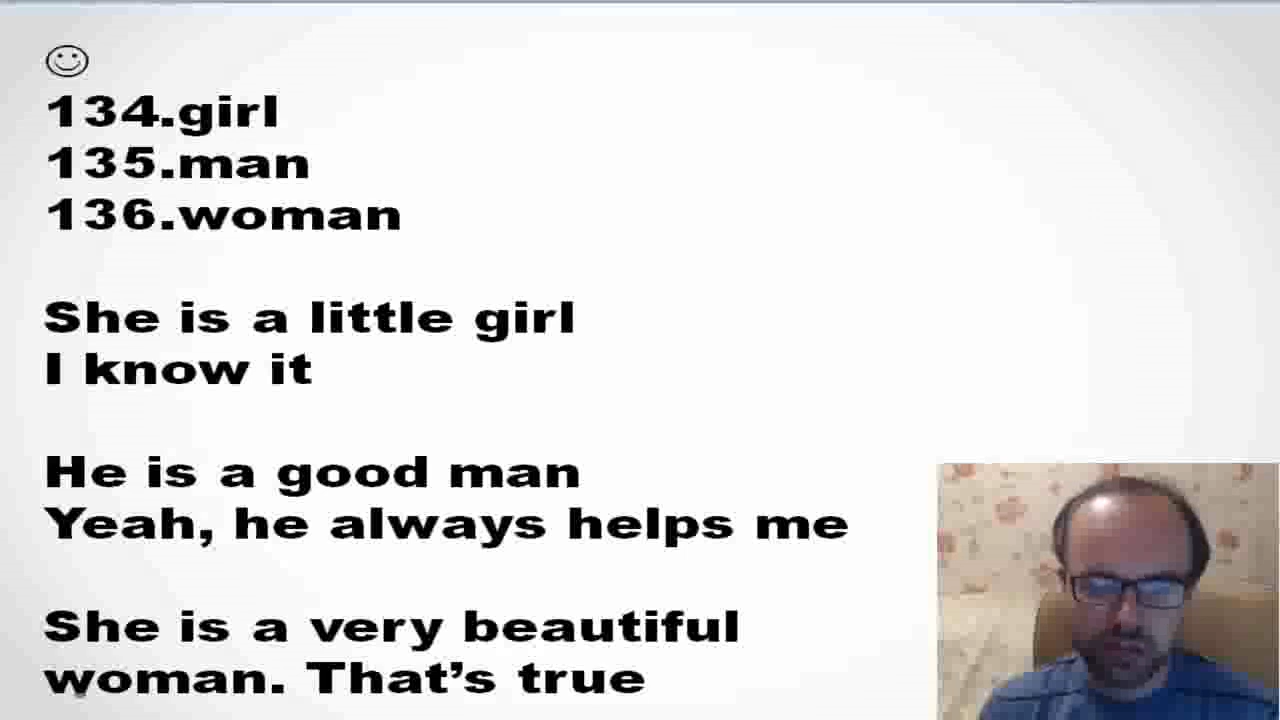 ☺
134.girl
135.man
136.woman
She is a little girl
I know it
He is a good man
Yeah, he always helps me
She is a very beautiful
woman. That’s true